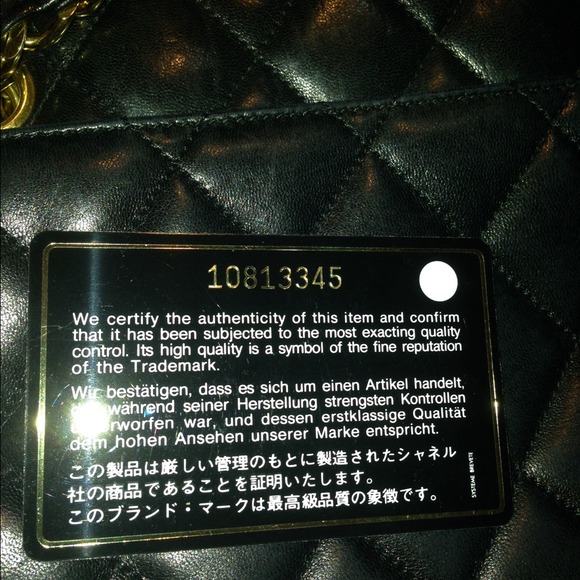 10813345
We certify the authenticity of this item and confirm
that it has been subjected to the most exacting quality
control. Its high quality is a symbol of the fine reputation
of the Trademark.
Wir bestätigen, dass es sich um einen Artikel handelt,
während seiner Herstellung strengsten Kontrollen
unterworfen war, und dessen erstklassige Qualität
dem hohen Ansehen unserer Marke entspricht.
この製品は厳しい管理のもとに製造されたシャネル
社の商品であることを証明いたします。
このブランド:マークは最高級品質の象徴です。
SYSTEME BREVETE